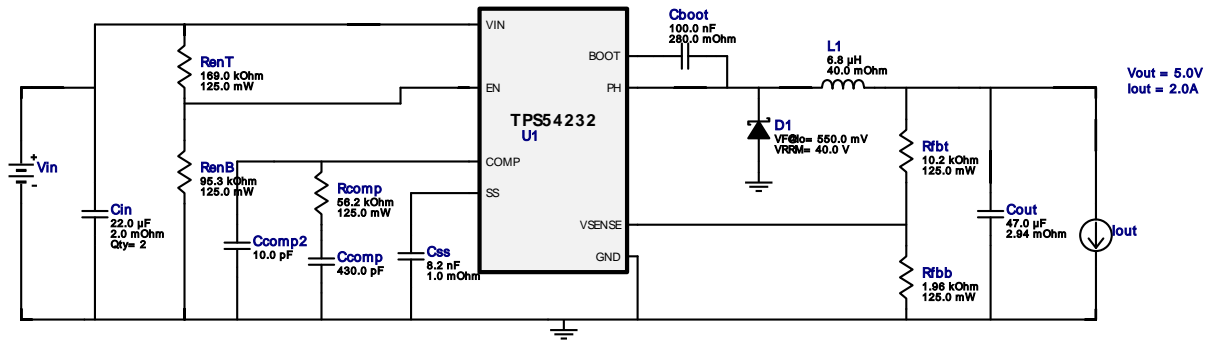 Cboot
100.0 nF
280.0 mOhm
VIN
RenT
169.0 kOhm
125.0 mW
BOOT
L1
6.8 µH
40.0 mOhm
Vout = 5.0V
Iout = 2.0A
EN
PH
TPS54232
U1
D1
VF@Io= 550.0 mV
VRRM= 40.0 V
Rfbt
10.2 kOhm
125.0 mW
Vin
RenB
95.3 kOhm
125.0 mW
COMP
Rcomp
56.2 kOhm
125.0 mW
SS
Cin
22.0 µF
2.0 mOhm
Qty= 2
Cout
47.0 µF
2.94 mOhm
Iout
VSENSE
Ccomp2
10.0 pF
Ccomp
430.0 pF
Css
8.2 nF
1.0 mOhm
GND
Rfbb
1.96 kOhm
125.0 mW